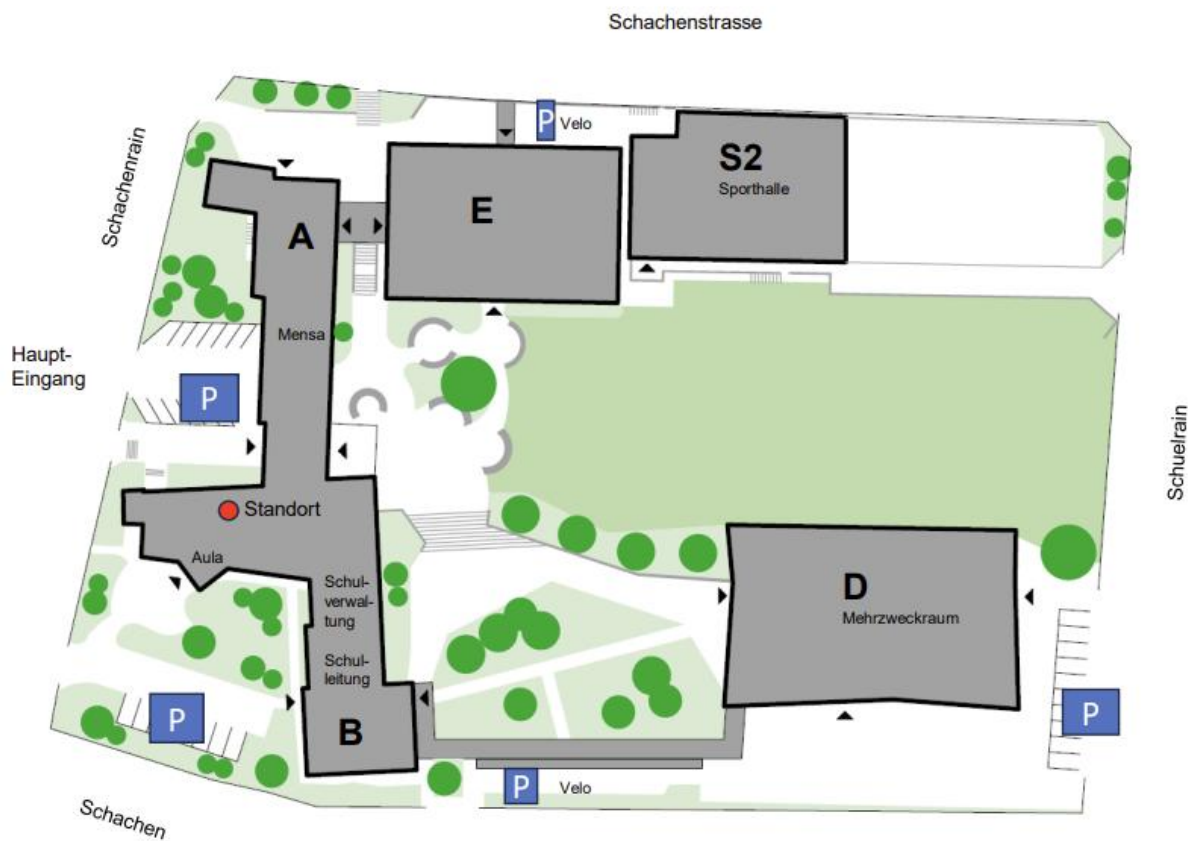 Schachenstrasse
P
Velo
S2
Sporthalle
Schachenrain
E
A
Mensa
Haupt-
Eingang
P
Schuelrain
Standort
Aula
Schul-
verwal-
tung
D
Mehrzweckraum
Schul-
leitung
P
B
P
P
Velo
Schachen